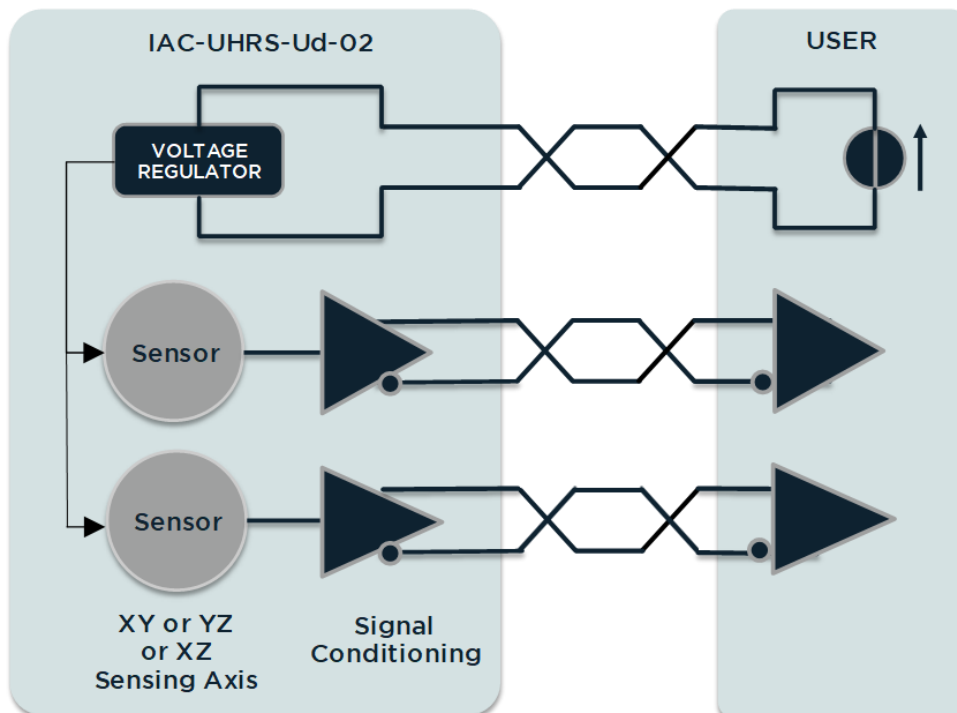 IAC-UHRS-Ud-02
USER
VOLTAGE
REGULATOR
Sensor
Sensor
XY or YZ
or XZ
Sensing Axis
Signal
Conditioning